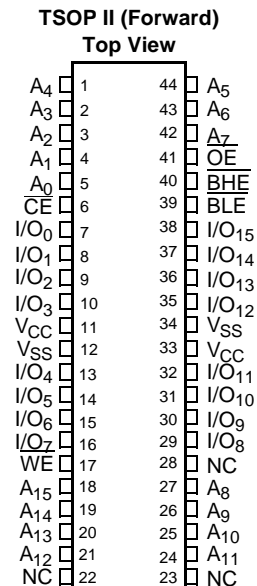 TSOP II (Forward)
Top View
A4 1 44 A5
A3 2 43 A6
A2 3 42 A7
A1 4 41 OE
A0 5 40 BHE
CE 6 39 BLE
I/O0 7 38 I/O15
I/O1 8 37 I/O14
I/O2 9 36 I/O13
I/O3 10 35 I/O12
VCC 11 34 VSS
VSS 12 33 VCC
I/O4 13 32 I/O11
I/O5 14 31 I/O10
I/O6 15 30 I/O9
I/O7 16 29 I/O8
WE 17 28 NC
A15 18 27 A8
A14 19 26 A9
A13 20 25 A10
A12 21 24 A11
NC 22 23 NC